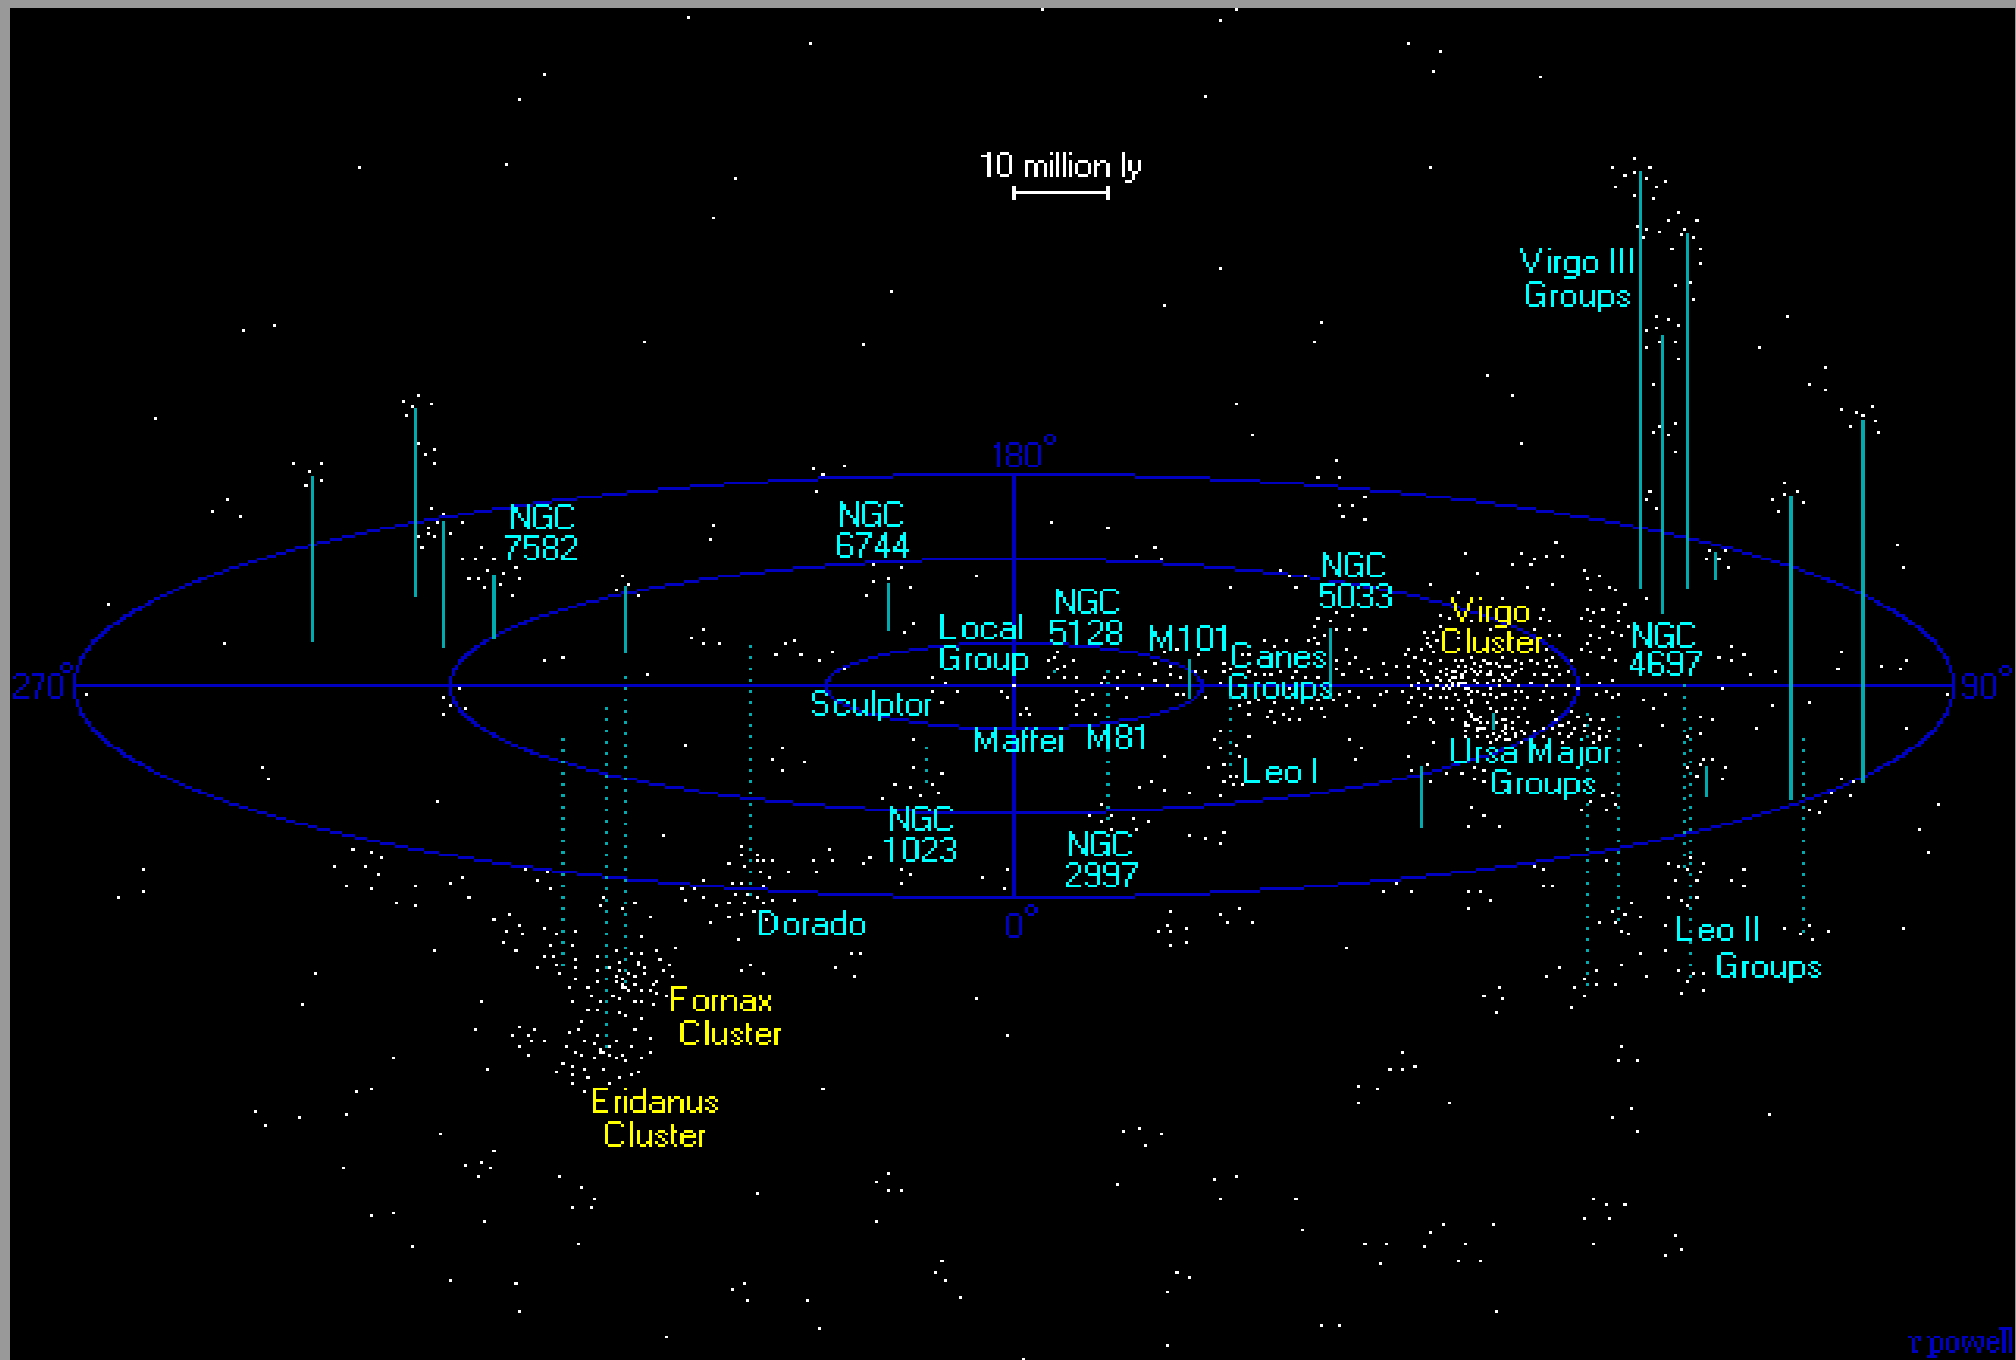 10 million ly
Virgo III
Groups
180°
NGC
7582
NGC
6744
NGC
5033
NGC
5128
Virgo
Cluster
Local
Group
M101
Canes
Groups
NGC
4697
270°
90°
Sculptor
Maffei
M81
Ursa Major
Groups
Leo I
NGC
1023
NGC
2997
Dorado
0°
Leo II
Groups
Fornax
Cluster
Eridanus
Cluster
rpowell